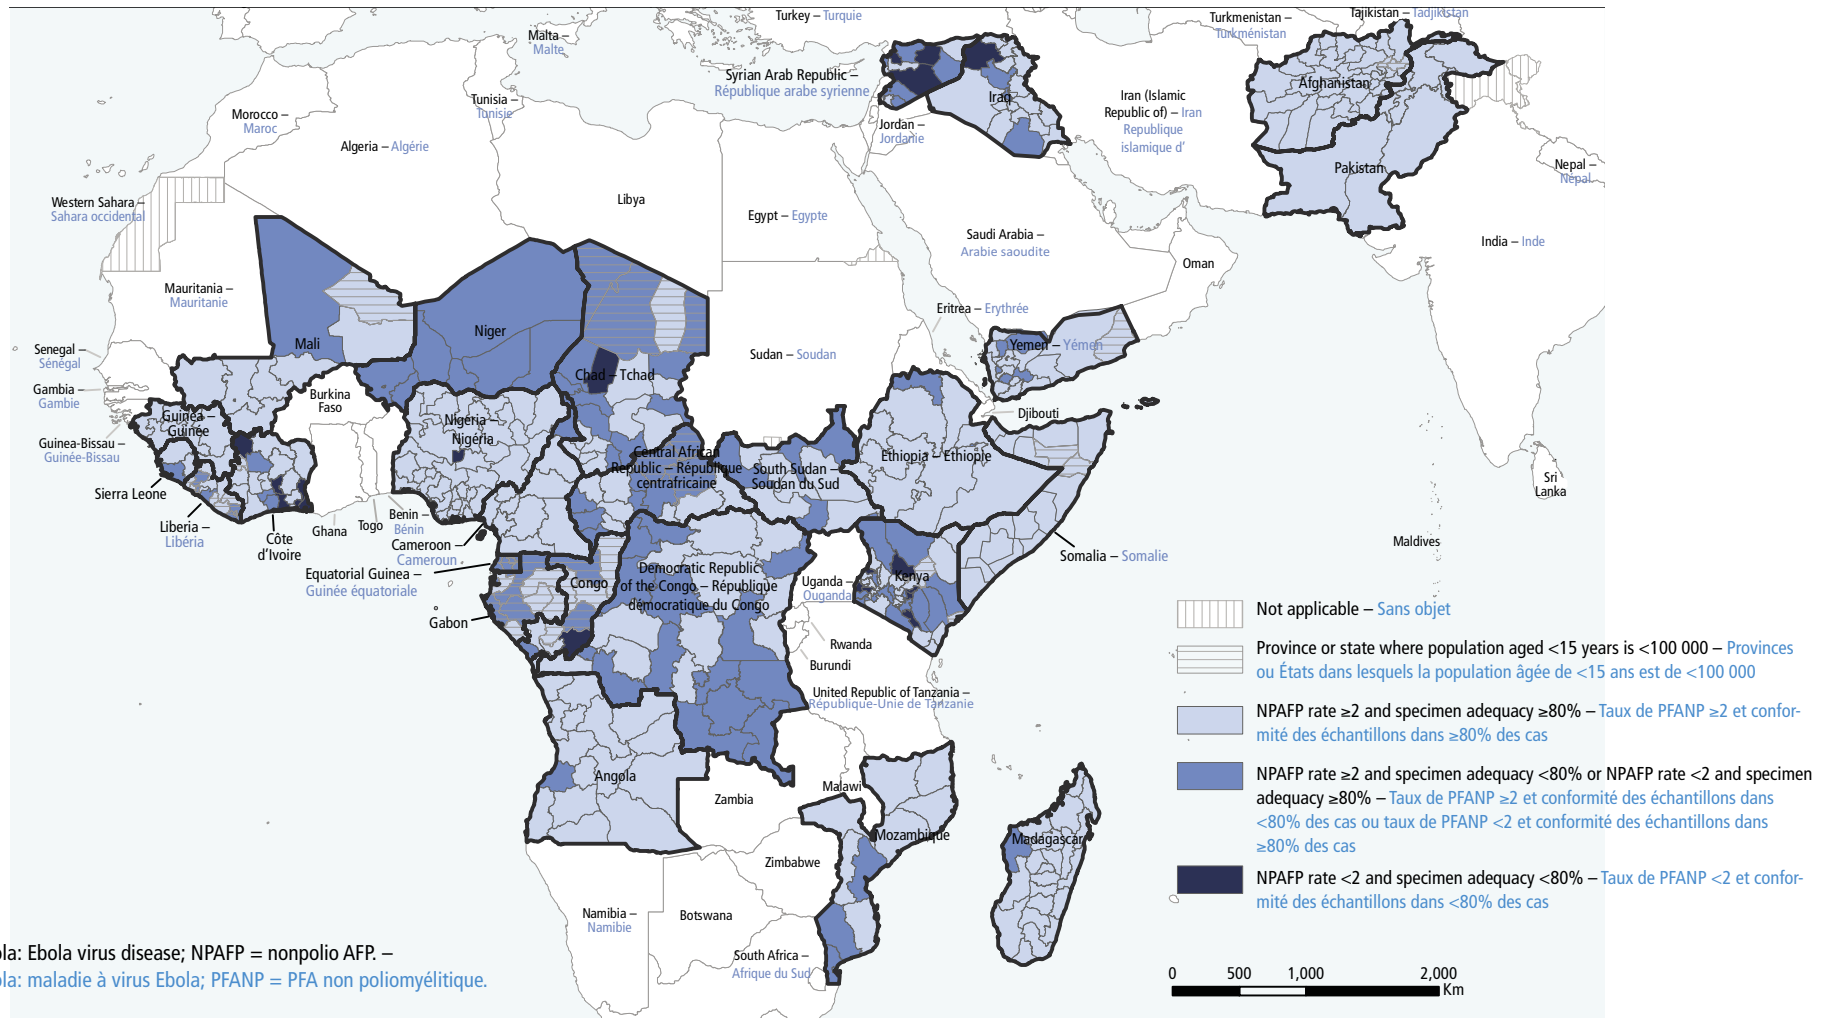 Turkey – Turquie
Turkmenistan –
Turkménistan
Tajikistan – Tadjikistan
Malta –
Malte
Syrian Arab Republic –
République arabe syrienne
Afghanistan
Iraq
Iran (Islamic
Republic of) – Iran
Republique
islamique d’
Tunisia –
Tunisie
Morocco –
Maroc
Jordan –
Jordanie
Algeria – Algérie
Pakistan
Nepal –
Népal
Western Sahara –
Sahara occidental
Libya
Egypt – Egypte
Saudi Arabia –
Arabie saoudite
India – Inde
Oman
Mauritania –
Mauritanie
Eritrea – Erythrée
Niger
Mali
Yemen – Yémen
Senegal –
Sénégal
Sudan – Soudan
Chad – Tchad
Gambia –
Gambie
Burkina
Faso
Guinea –
Guinée
Djibouti
Nigeria –
Nigéria
Guinea-Bissau –
Guinée-Bissau
Central African
Republic – République
centrafricaine
Ethiopia – Ethiopie
South Sudan –
Soudan du Sud
Sri
Lanka
Sierra Leone
Liberia –
Libéria
Côte
d’Ivoire
Ghana
Togo
Benin –
Bénin
Cameroon –
Cameroun
Maldives
Somalia – Somalie
Equatorial Guinea –
Guinée équatoriale
Congo
Democratic Republic
of the Congo – République
démocratique du Congo
Uganda –
Ouganda
Kenya
Gabon
Rwanda
Burundi
United Republic of Tanzania –
République-Unie de Tanzanie
Angola
Zambia
Malawi
Mozambique
Madagascar
Zimbabwe
Namibia –
Namibie
Botswana
South Africa –
Afrique du Sud
Not applicable – Sans objet
Province or state where population aged <15 years is <100 000 – Provinces
ou États dans lesquels la population âgée de <15 ans est de <100 000
NPAFP rate ≥2 and specimen adequacy ≥80% – Taux de PFANP ≥2 et confor-
mité des échantillons dans ≥80% des cas
NPAFP rate ≥2 and specimen adequacy <80% or NPAFP rate <2 and specimen
adequacy ≥80% – Taux de PFANP ≥2 et conformité des échantillons dans
<80% des cas ou taux de PFANP <2 et conformité des échantillons dans
≥80% des cas
NPAFP rate <2 and specimen adequacy <80% – Taux de PFANP <2 et confor-
mité des échantillons dans <80% des cas
0 500 1,000 2,000
Km
ola: Ebola virus disease; NPAFP = nonpolio AFP. –
ola: maladie à virus Ebola; PFANP = PFA non poliomyélitique.